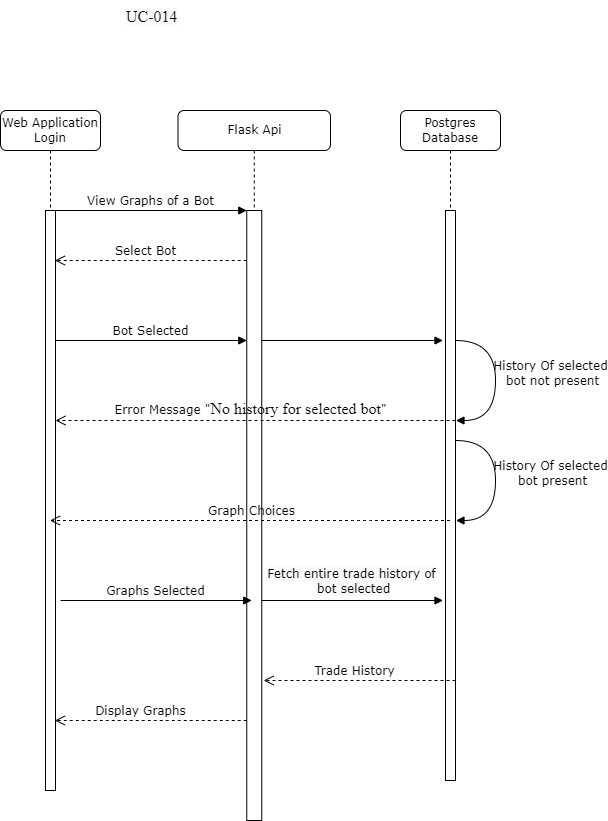 UC-014
Web Application
Login
Flask Api
Postgres
Database
View Graphs of a Bot
Select Bot
Bot Selected
History Of selected
bot not present
Error Message "No history for selected bot"
History Of selected
bot present
Graph Choices
Fetch entire trade history of
bot selected
Graphs Selected
Trade History
Display Graphs